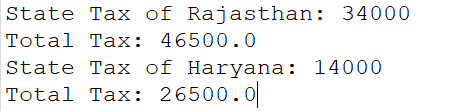 State Tax of Rajasthan: 34000
Total Tax: 46500.0
State Tax of Haryana: 14000
Total Tax: 26500.0